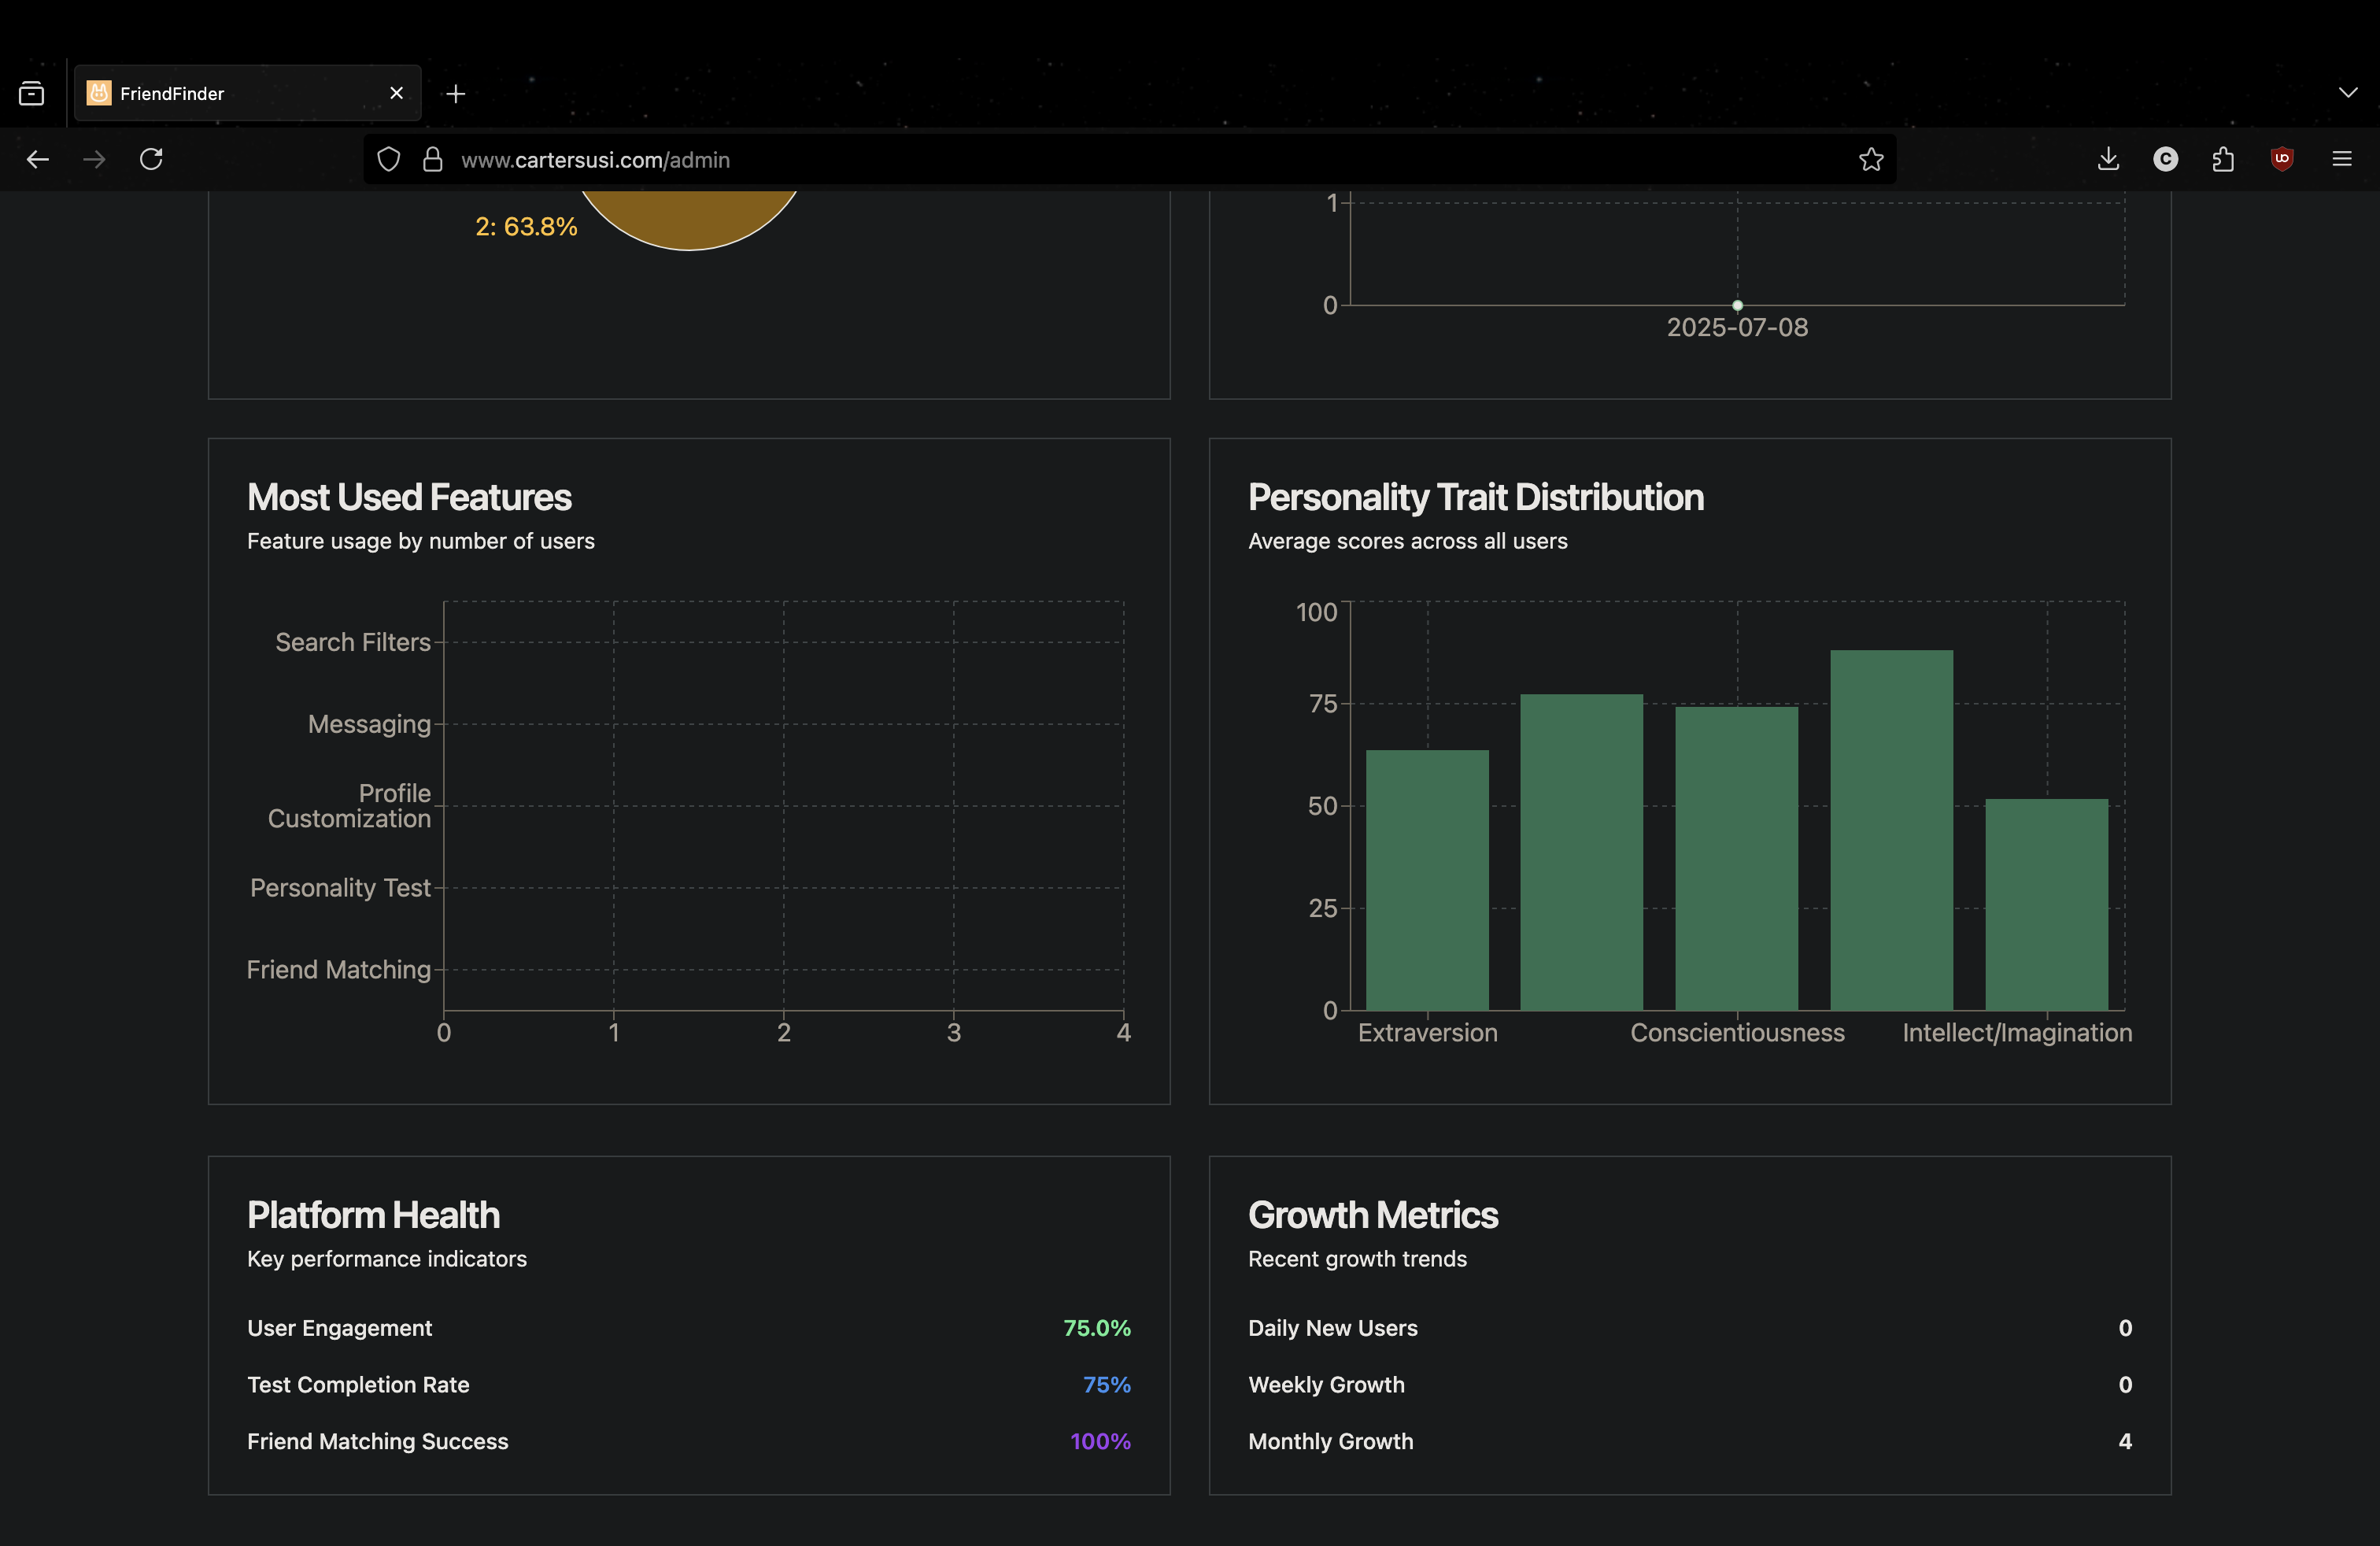 FriendFinder
www.cartersusi.com/admin
2: 63.8%
1
0
2025-07-08
Most Used Features
Feature usage by number of users
Search Filters
Messaging
Profile
Customization
Personality Test
Friend Matching
0 1 2 3 4
Personality Trait Distribution
Average scores across all users
100
75
50
25
0
Extraversion Conscientiousness Intellect/Imagination
Platform Health
Key performance indicators
User Engagement 75.0%
Test Completion Rate 75%
Friend Matching Success 100%
Growth Metrics
Recent growth trends
Daily New Users 0
Weekly Growth 0
Monthly Growth 4